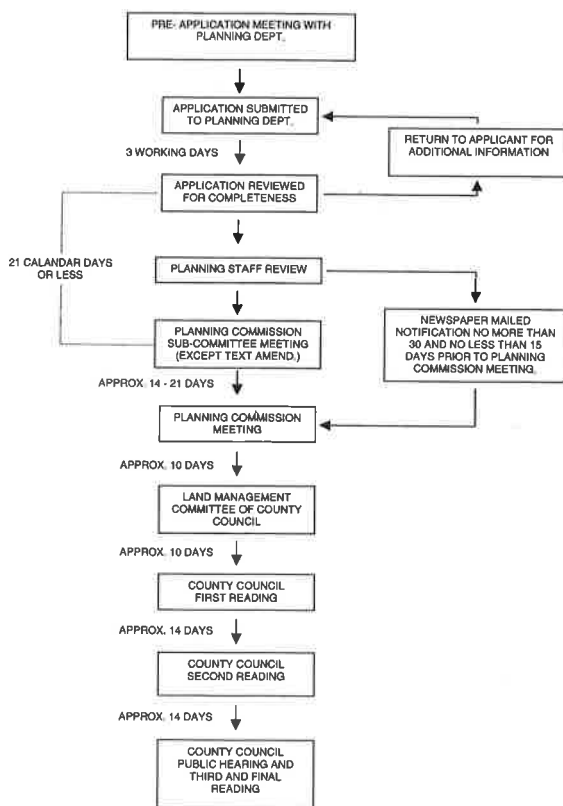 PRE- APPLICATION MEETING WITH
PLANNING DEPT.
APPLICATION SUBMITTED
TO PLANNING DEPT.
RETURN TO APPLICANT FOR
ADDITIONAL INFORMATION
3 WORKING DAYS
APPLICATION REVIEWED
FOR COMPLETENESS
21 CALANDAR DAYS
OR LESS
PLANNING STAFF REVIEW
NEWSPAPER MAILED
NOTIFICATION NO MORE THAN
30 AND NO LESS THAN 15
DAYS PRIOR TO PLANNING
COMMISSION MEETING.
PLANNING COMMISSION
SUB-COMMITTEE MEETING
(EXCEPT TEXT AMEND.)
APPROX. 14 - 21 DAYS
PLANNING COMMISSION
MEETING
APPROX. 10 DAYS
LAND MANAGEMENT
COMMITTEE OF COUNTY
COUNCIL
APPROX. 10 DAYS
COUNTY COUNCIL
FIRST READING
APPROX. 14 DAYS
COUNTY COUNCIL
SECOND READING
APPROX. 14 DAYS
COUNTY COUNCIL
PUBLIC HEARING AND
THIRD AND FINAL
READING